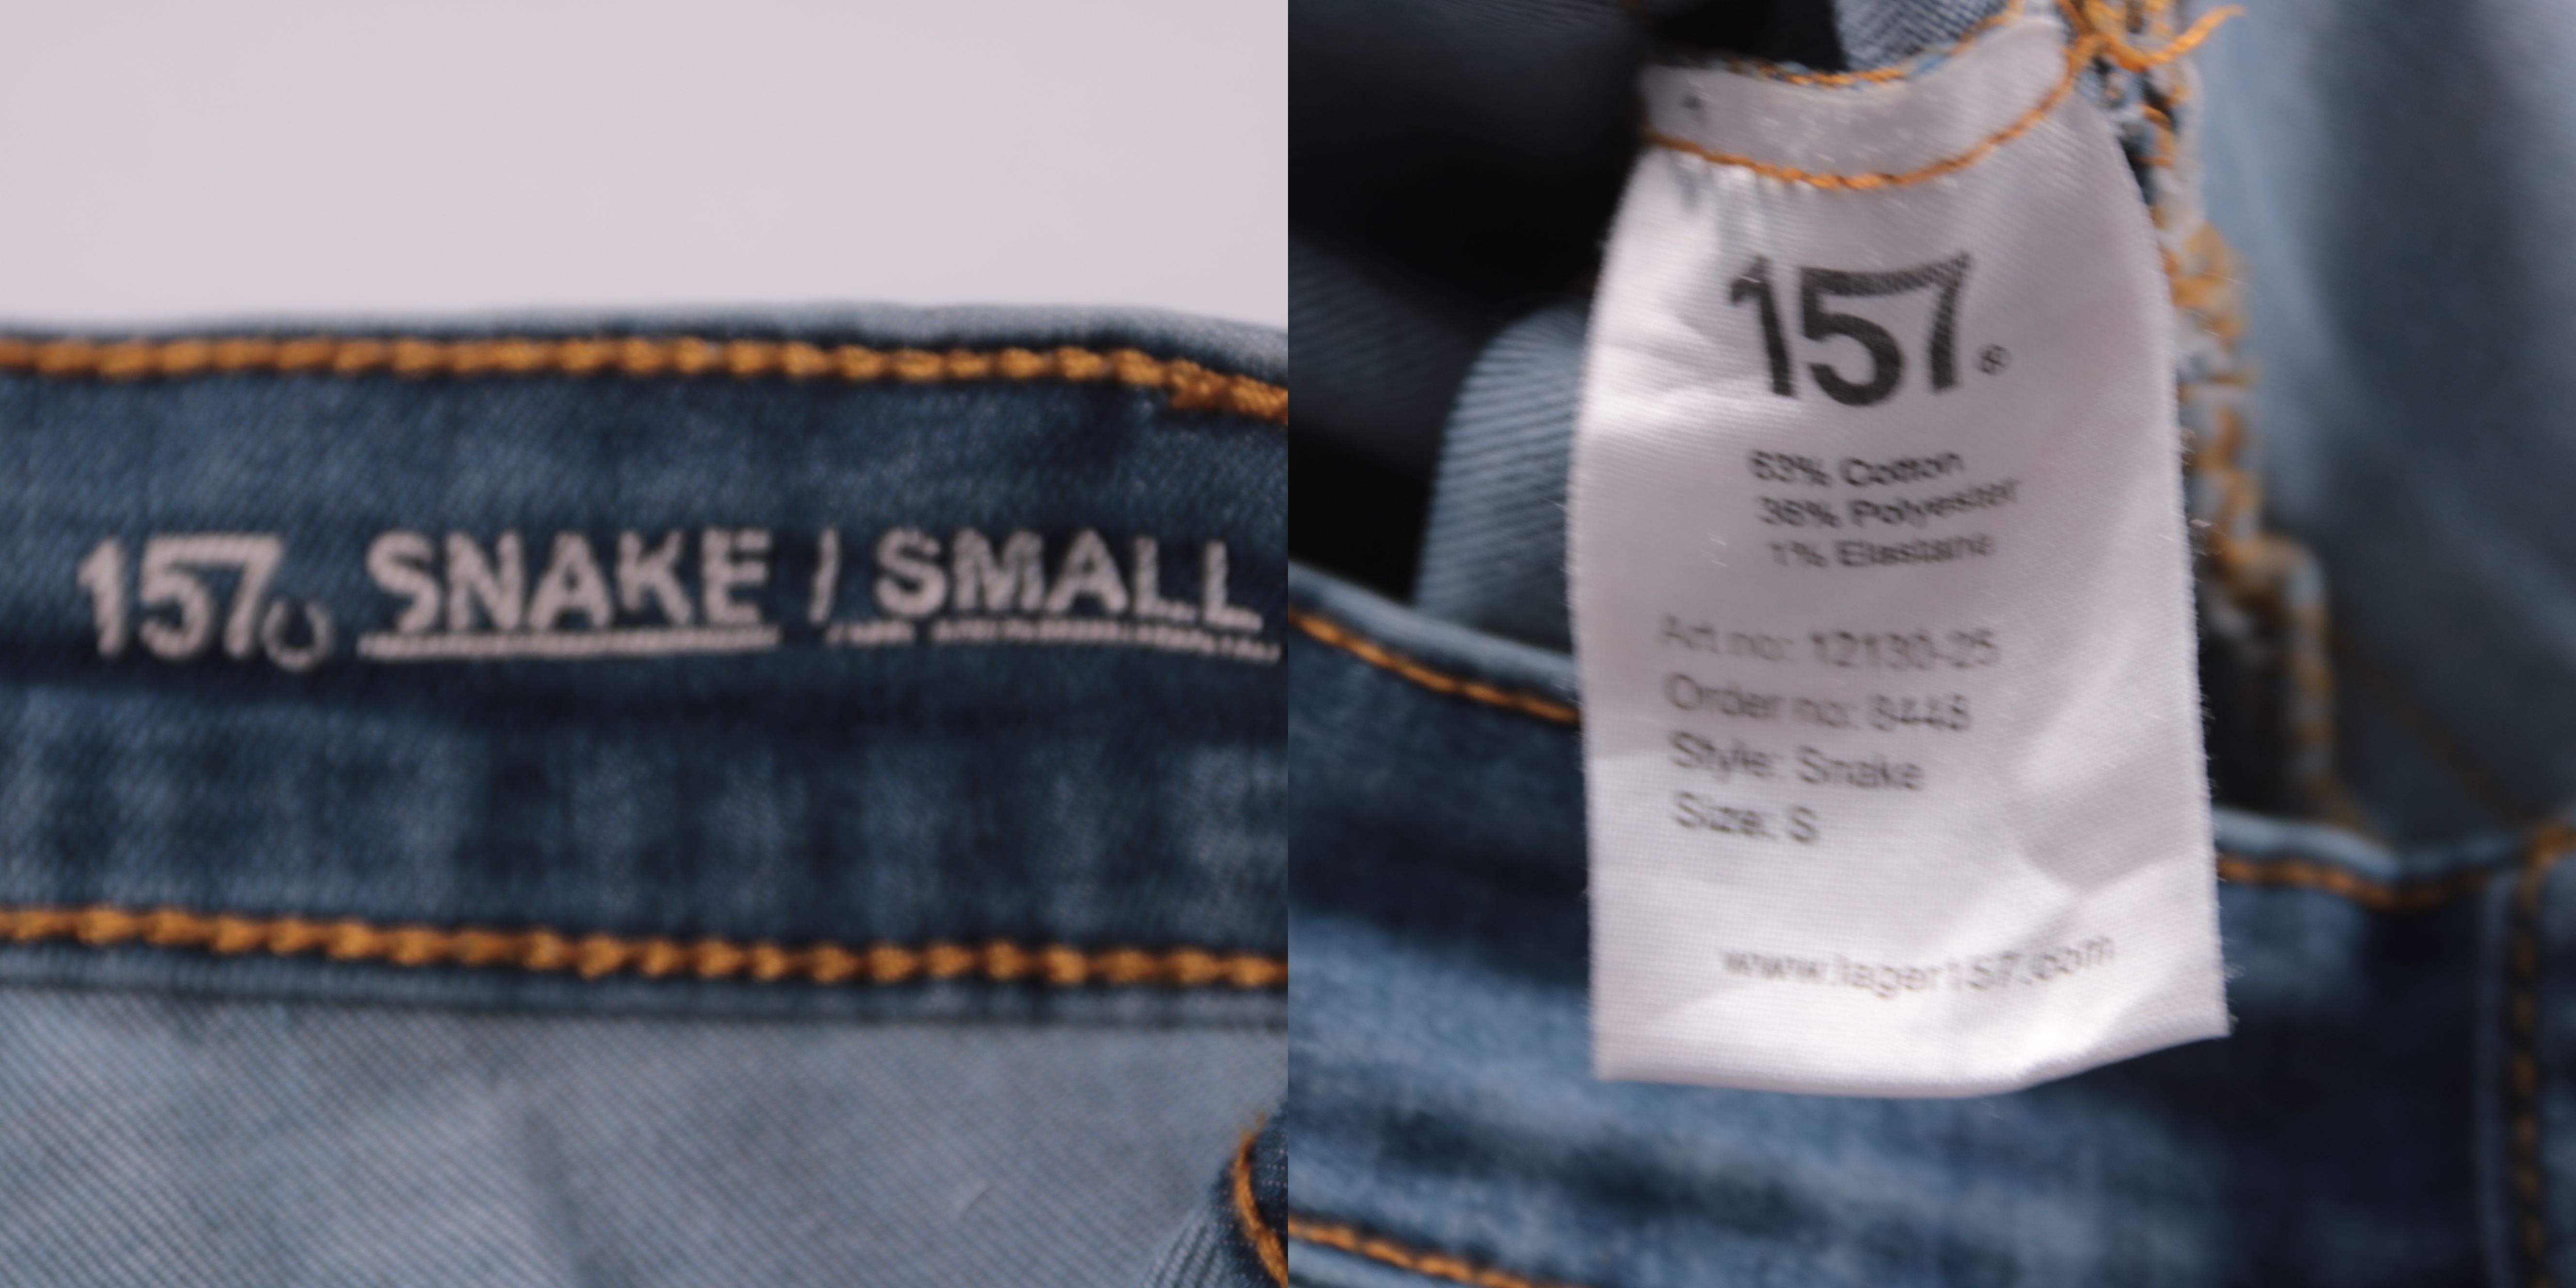 157 SNAKE / SMALL
157.®
63% Cotton
36% Polyester
1% Elastane
Art no: 12130-25
Order no: 8448
Style: Snake
Size: S
www.lager157.com